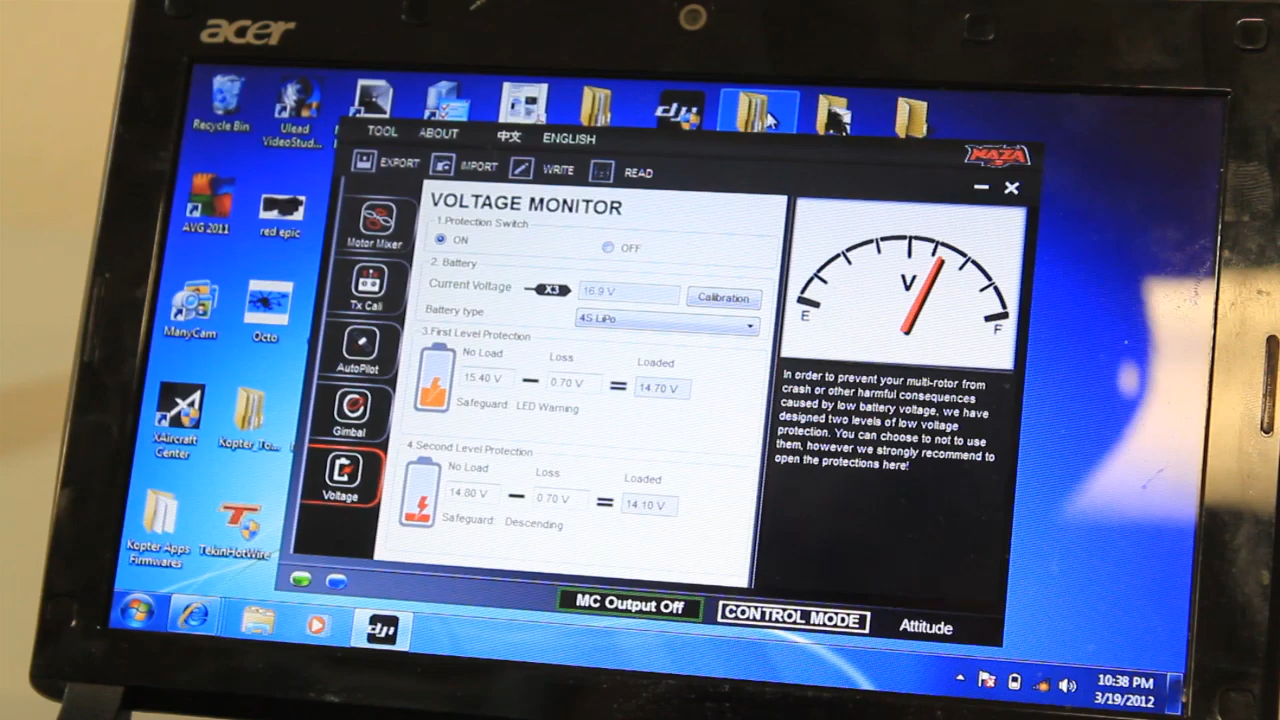 acer
Recycle Bin
Ulead
VideoStud...
AVG 2011
red epic
ManyCam
Octo
XAircraft
Center
Kopter_To...
Kopter Apps
Firmwares
TekinHotWire
dji
TOOL ABOUT 中文 ENGLISH
NAZA
EXPORT IMPORT WRITE READ
Motor Mixer
Tx Cali
AutoPilot
Gimbal
Voltage
VOLTAGE MONITOR
1.Protection Switch
ON OFF
2. Battery
Current Voltage X3 16.9 V Calibration
Battery type 4S LiPo
3.First Level Protection
No Load Loss Loaded
15.40 V 0.70 V = 14.70 V
Safeguard: LED Warning
4.Second Level Protection
No Load Loss Loaded
14.80 V 0.70 V = 14.10 V
Safeguard: Descending
V
E F
In order to prevent your multi-rotor from
crash or other harmful consequences
caused by low battery voltage, we have
designed two levels of low voltage
protection. You can choose to not to use
them, however we strongly recommend to
open the protections here!
MC Output Off CONTROL MODE Attitude
dji
10:38 PM
3/19/2012